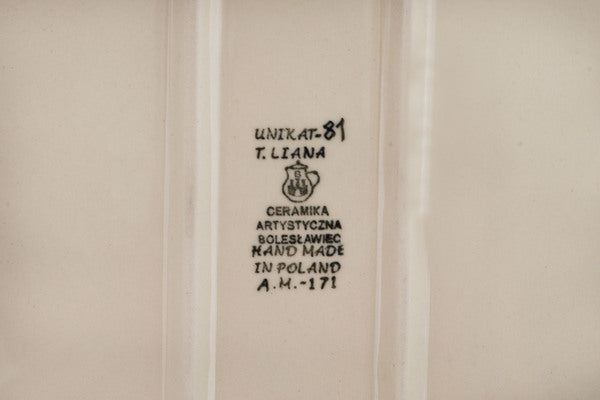 UNIKAT-81
T. LIANA
CERAMIKA
ARTYSTYCZNA
BOLESŁAWIEC
HAND MADE
IN POLAND
A.M.-171